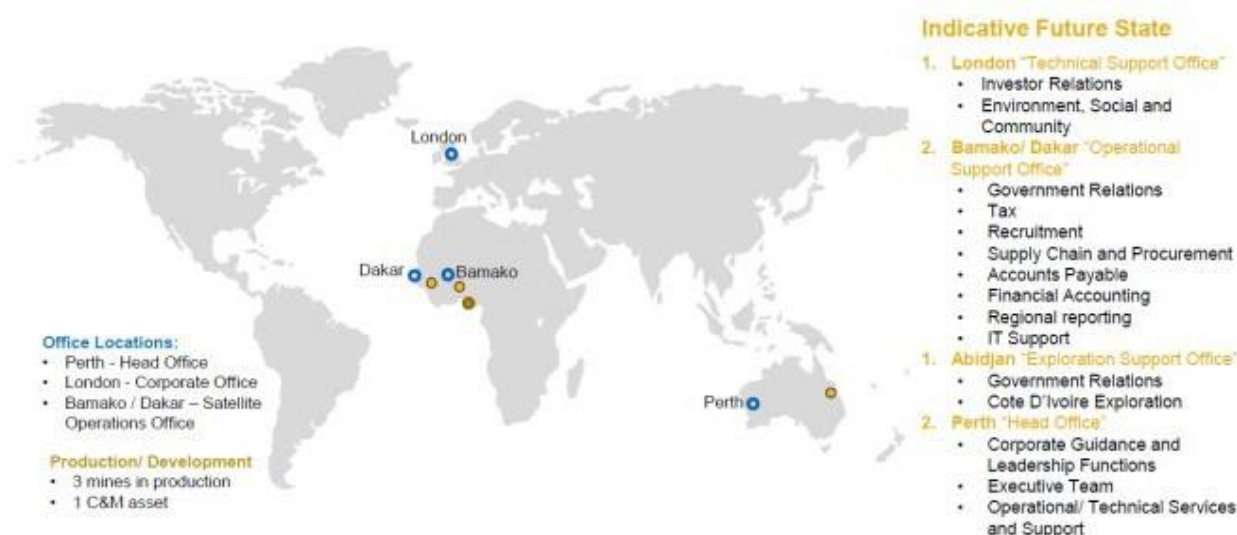 London
Dakar
Bamako
Perth
Office Locations:
• Perth - Head Office
• London - Corporate Office
• Bamako / Dakar – Satellite
Operations Office
Production/ Development
• 3 mines in production
• 1 C&M asset
Indicative Future State
1. London "Technical Support Office"
• Investor Relations
• Environment, Social and
Community
2. Bamako/ Dakar "Operational
Support Office"
• Government Relations
• Tax
• Recruitment
• Supply Chain and Procurement
• Accounts Payable
• Financial Accounting
• Regional reporting
• IT Support
1. Abidjan "Exploration Support Office"
• Government Relations
• Cote D'Ivoire Exploration
2. Perth "Head Office"
• Corporate Guidance and
Leadership Functions
• Executive Team
• Operational/ Technical Services
and Support